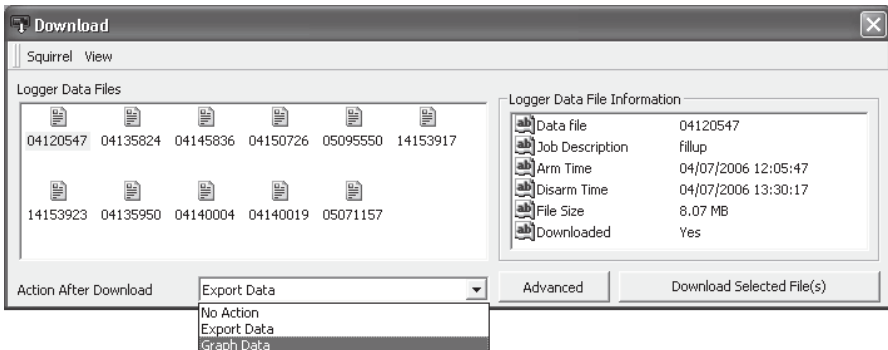 Download
Squirrel View
Logger Data Files
04120547 04135824 04145836 04150726 05095550 14153917
14153923 04135950 04140004 04140019 05071157
Logger Data File Information
Data file 04120547
Job Description fillup
Arm Time 04/07/2006 12:05:47
Disarm Time 04/07/2006 13:30:17
File Size 8.07 MB
Downloaded Yes
Action After Download Export Data
Advanced Download Selected File(s)
No Action
Export Data
Graph Data